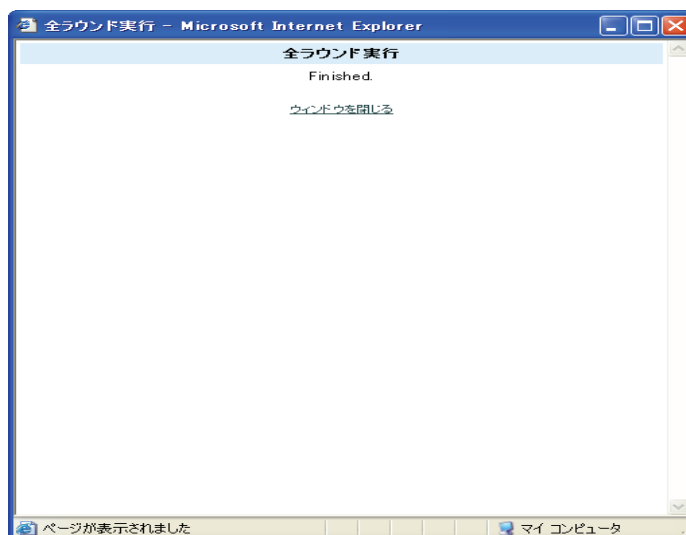 全ラウンド実行 - Microsoft Internet Explorer
全ラウンド実行
Finished.
ウィンドウを閉じる
ページが表示されました
マイ コンピュータ